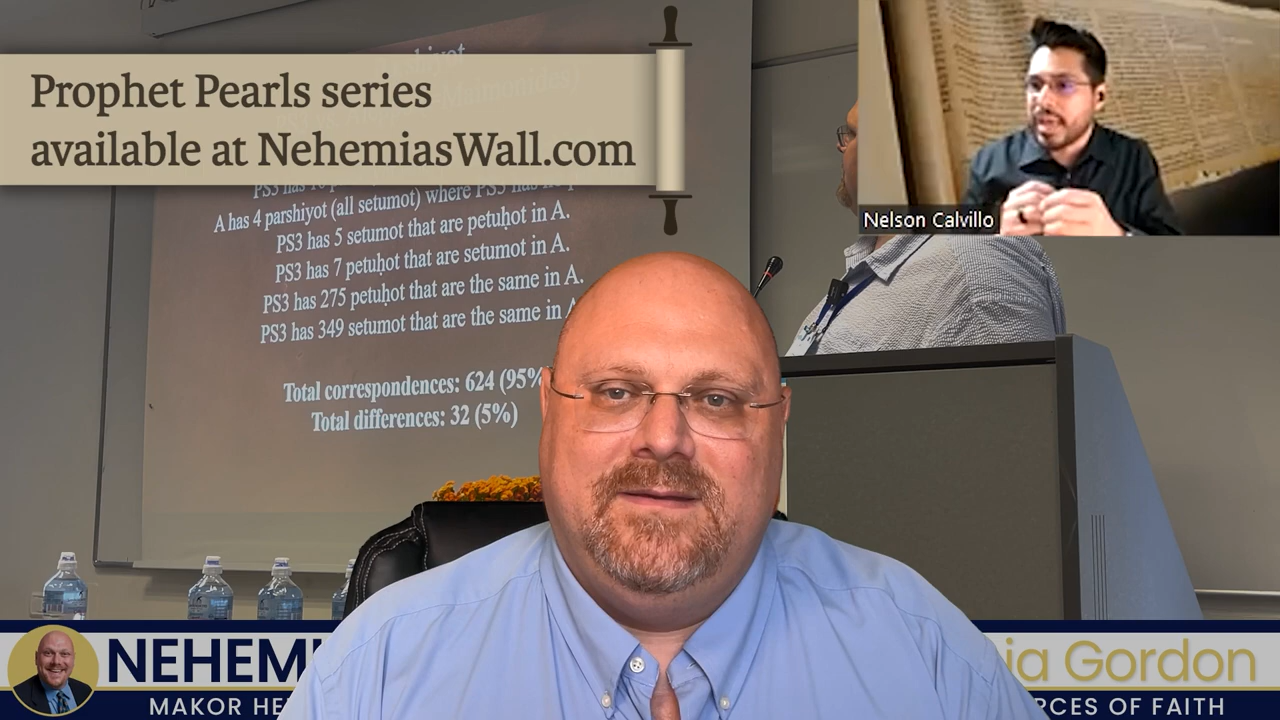 Prophet Pearls series
available at NehemiasWall.com
Nelson Calvillo
A has 4 parshiyot (all setumot) where PS3 has
PS3 has 5 setumot that are petuḥot in A.
PS3 has 7 petuḥot that are setumot in A.
PS3 has 275 petuḥot that are the same in A.
PS3 has 349 setumot that are the same in A
Total correspondences: 624 (95%
Total differences: 32 (5%)
NEHEMI
ia Gordon
MAKOR HE
RCES OF FAITH